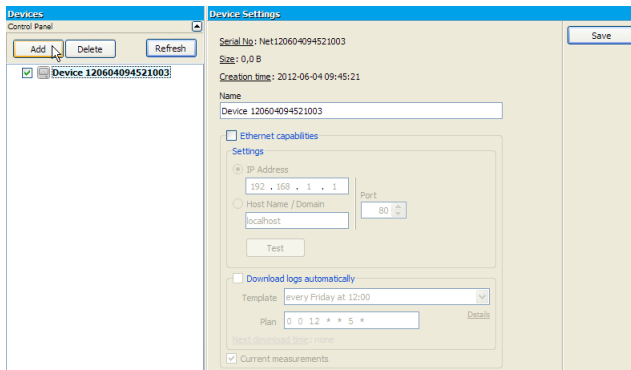 Devices
Control Panel
Add Delete Refresh
Device 120604094521003
Device Settings
Serial No: Net120604094521003
Size: 0,0 B
Creation time: 2012-06-04 09:45:21
Name
Device 120604094521003
Ethernet capabilities
Settings
IP Address
192 . 168 . 1 . 1
Host Name / Domain
localhost
Port
80
Test
Download logs automatically
Template every Friday at 12:00
Plan 0 0 12 * * 5 *
Details
Next download time: none
Current measurements
Save